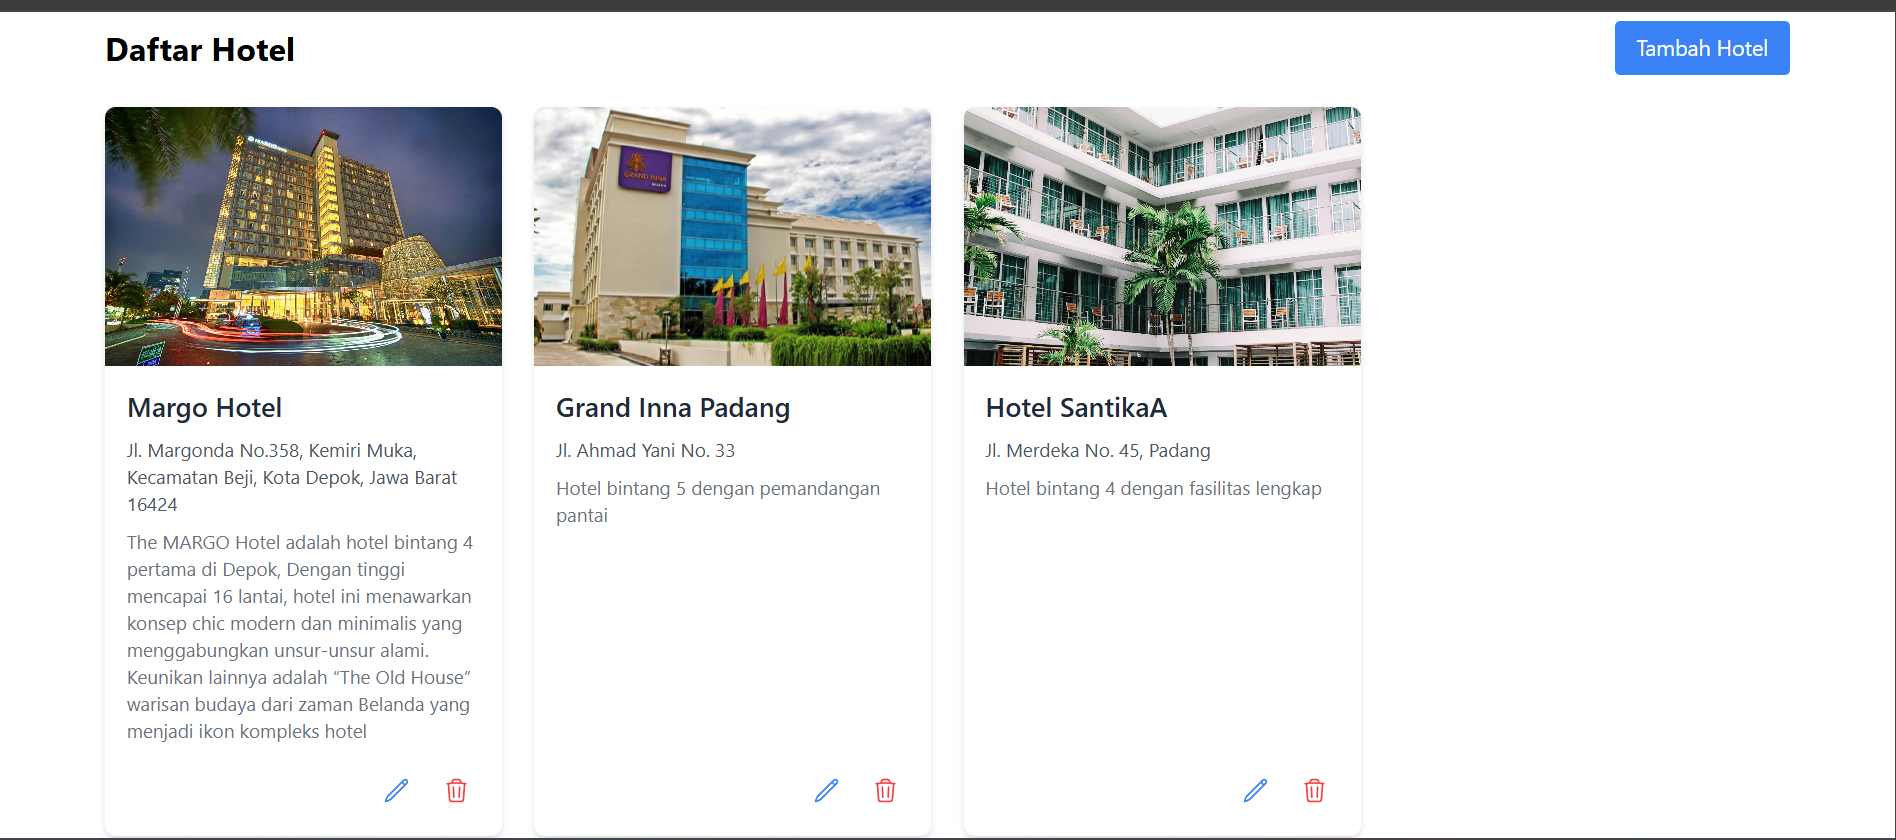 Daftar Hotel
Tambah Hotel
MARGO
GRAND INNA
Margo Hotel
Jl. Margonda No.358, Kemiri Muka,
Kecamatan Beji, Kota Depok, Jawa Barat
16424
The MARGO Hotel adalah hotel bintang 4
pertama di Depok, Dengan tinggi
mencapai 16 lantai, hotel ini menawarkan
konsep chic modern dan minimalis yang
menggabungkan unsur-unsur alami.
Keunikan lainnya adalah “The Old House”
warisan budaya dari zaman Belanda yang
menjadi ikon kompleks hotel
Grand Inna Padang
Jl. Ahmad Yani No. 33
Hotel bintang 5 dengan pemandangan
pantai
Hotel SantikaA
Jl. Merdeka No. 45, Padang
Hotel bintang 4 dengan fasilitas lengkap